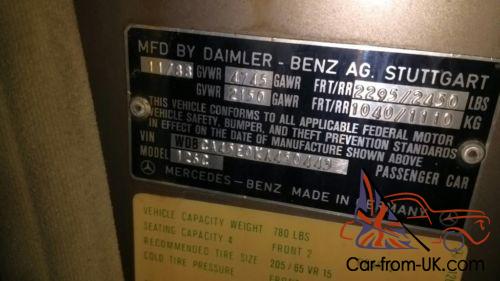 MFD BY DAIMLER - BENZ AG. STUTTGART
11/88 GVWR 4745 GAWR FRT/RR 2295/2450 LBS
GVWR 2150 GAWR FRT/RR 1040/1110 KG
THIS VEHICLE CONFORMS TO ALL APPLICABLE FEDERAL MOTOR
VEHICLE SAFETY, BUMPER, AND THEFT PREVENTION STANDARDS
IN EFFECT ON THE DATE OF MANUFACTURE SHOWN ABOVE
VIN
MODEL PASSENGER CAR
MERCEDES-BENZ MADE IN GERMANY
VEHICLE CAPACITY WEIGHT 780 LBS
SEATING CAPACITY 4 FRONT 2
RECOMMENDED TIRE SIZE 205 / 65 VR 15
COLD TIRE PRESSURE
Car-from-UK.com